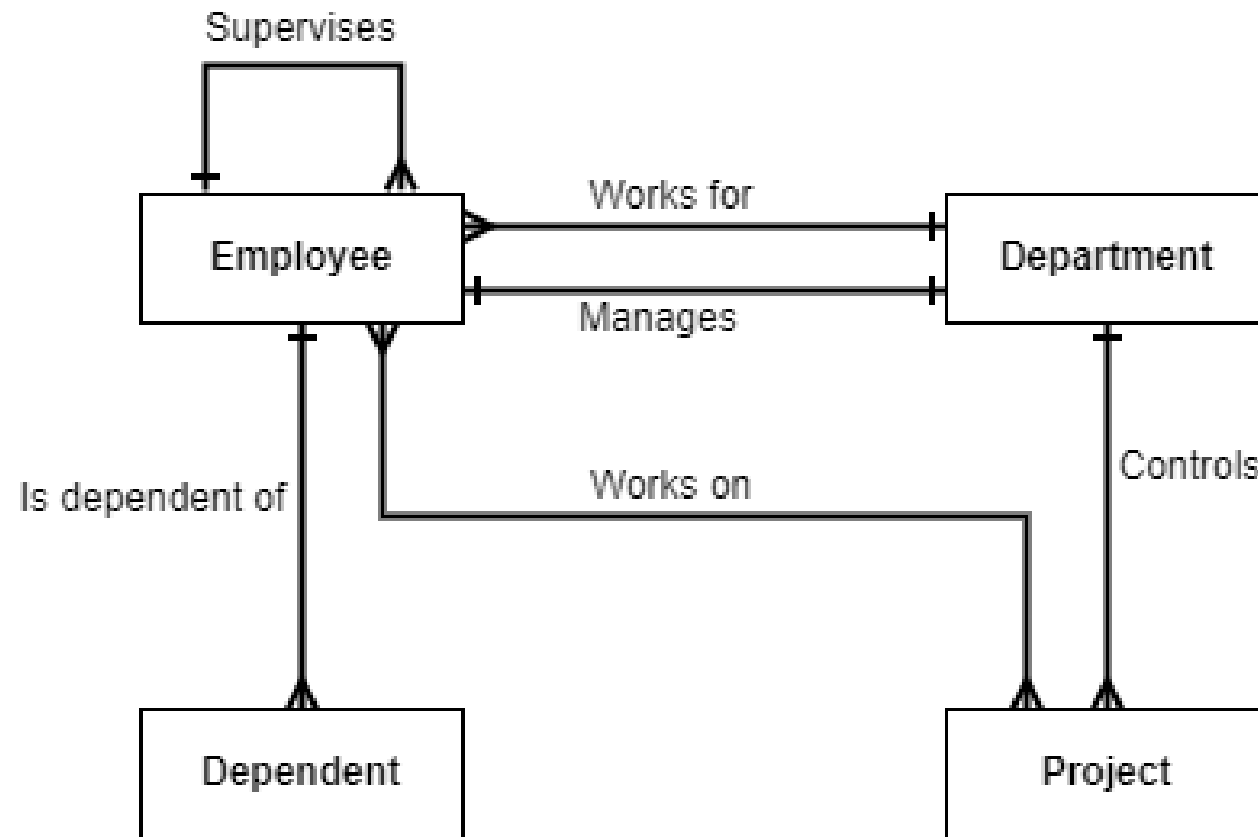 Supervises
Works for
Employee
Department
Manages
Controls
Works on
Is dependent of
Dependent
Project